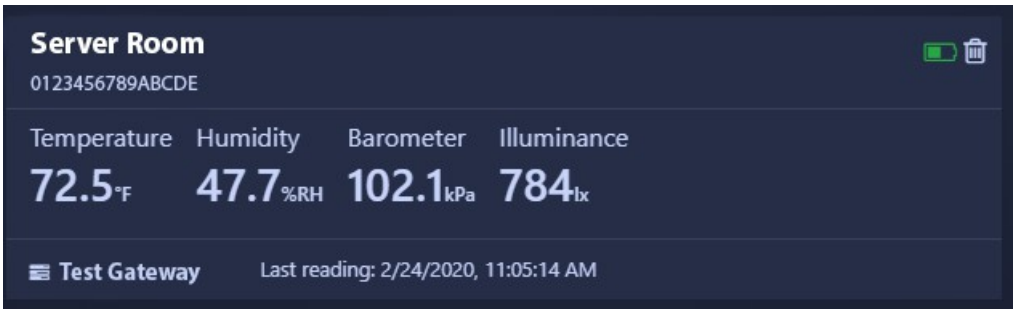 Server Room
0123456789ABCDE
Temperature Humidity Barometer Illuminance
72.5°F 47.7%RH 102.1kPa 784lx
Test Gateway Last reading: 2/24/2020, 11:05:14 AM